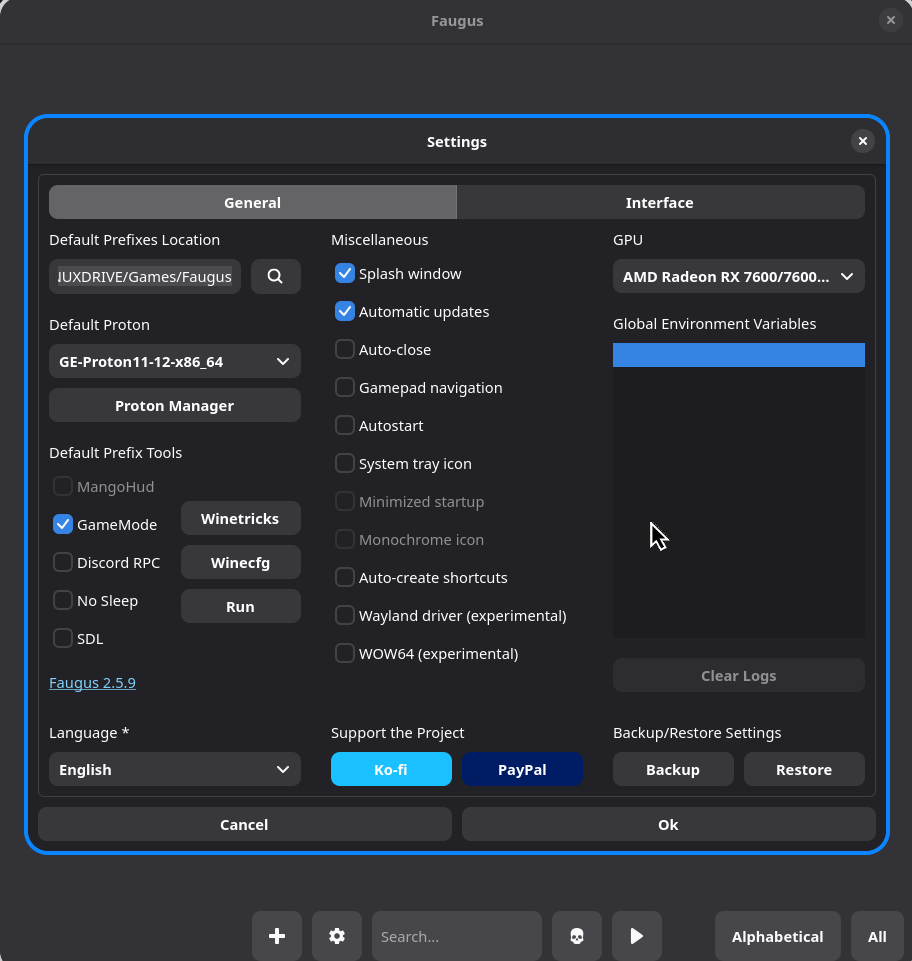 Faugus
Settings
General
Interface
Default Prefixes Location
UXDRIVE/Games/Faugus
Default Proton
GE-Proton11-12-x86_64
Proton Manager
Default Prefix Tools
MangoHud
GameMode
Discord RPC
No Sleep
SDL
Winetricks
Winecfg
Run
Faugus 2.5.9
Language *
English
Miscellaneous
Splash window
Automatic updates
Auto-close
Gamepad navigation
Autostart
System tray icon
Minimized startup
Monochrome icon
Auto-create shortcuts
Wayland driver (experimental)
WOW64 (experimental)
Support the Project
Ko-fi
PayPal
GPU
AMD Radeon RX 7600/7600...
Global Environment Variables
Clear Logs
Backup/Restore Settings
Backup
Restore
Cancel
Ok
Search...
Alphabetical
All